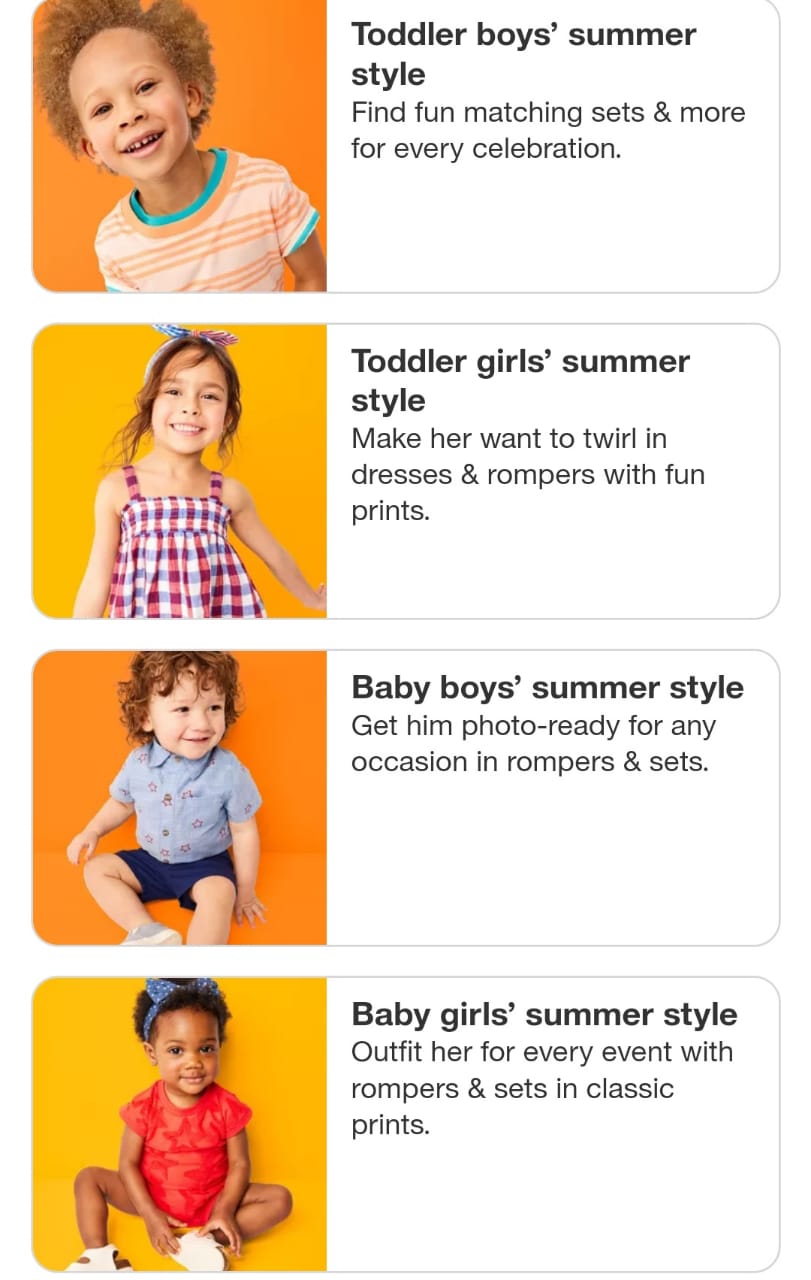 Toddler boys’ summer
style
Find fun matching sets & more
for every celebration.
Toddler girls’ summer
style
Make her want to twirl in
dresses & rompers with fun
prints.
Baby boys’ summer style
Get him photo-ready for any
occasion in rompers & sets.
Baby girls’ summer style
Outfit her for every event with
rompers & sets in classic
prints.